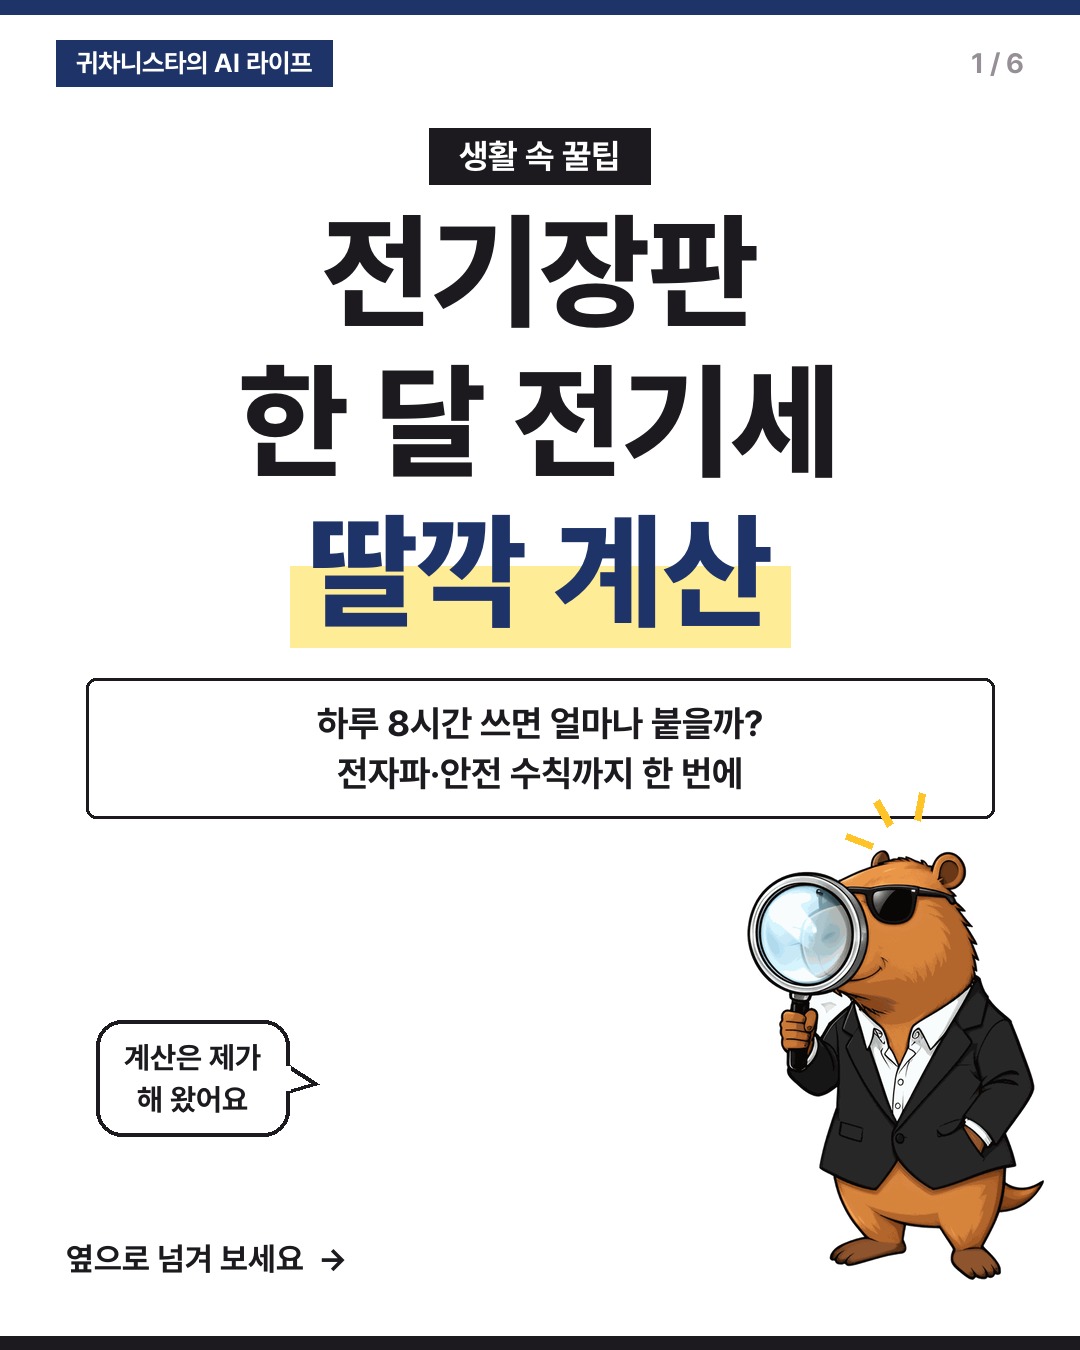 귀차니스타의 AI 라이프
1 / 6
생활 속 꿀팁
전기장판
한 달 전기세
딸깍 계산
하루 8시간 쓰면 얼마나 붙을까?
전자파·안전 수칙까지 한 번에
계산은 제가
해 왔어요
옆으로 넘겨 보세요 →